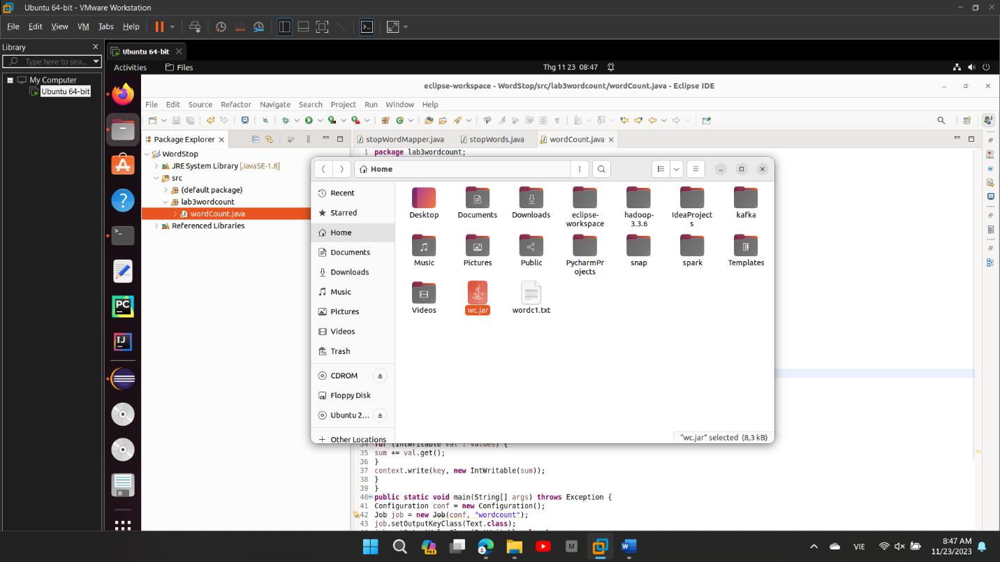 Ubuntu 64-bit - VMware Workstation
File Edit View VM Tabs Help
Library
Type here to sea...
My Computer
Ubuntu 64-bit
Ubuntu 64-bit
Activities Files Thg 11 23 08:47
eclipse-workspace - WordStop/src/lab3wordcount/wordCount.java - Eclipse IDE
File Edit Source Refactor Navigate Search Project Run Window Help
Package Explorer
WordStop
JRE System Library [JavaSE-1.8]
src
(default package)
lab3wordcount
wordCount.java
Referenced Libraries
stopWordMapper.java stopWords.java wordCount.java
1 package lab3wordcount;
Home
Recent
Starred
Home
Documents
Downloads
Music
Pictures
Videos
Trash
CDROM
Floppy Disk
Ubuntu 2...
Other Locations
Desktop Documents Downloads eclipse-workspace hadoop-3.3.6 IdeaProjects kafka
Music Pictures Public PycharmProjects snap spark Templates
Videos wc.jar wordc1.txt
"wc.jar" selected (8,3 kB)
34 for (IntWritable val : values) {
35 sum += val.get();
36 }
37 context.write(key, new IntWritable(sum));
38 }
39 }
40 public static void main(String[] args) throws Exception {
41 Configuration conf = new Configuration();
42 Job job = new Job(conf, "wordcount");
43 job.setOutputKeyClass(Text.class);
PC
IJ
PRE
M
W
VIE
8:47 AM
11/23/2023